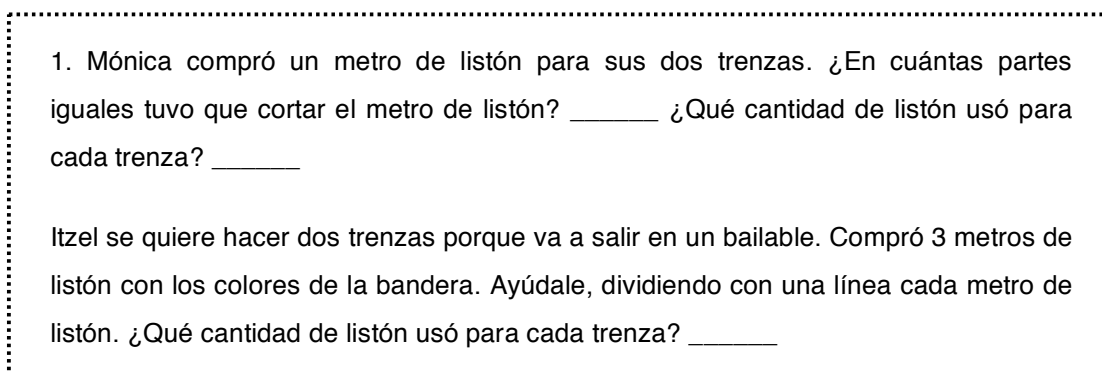 1. Mónica compró un metro de listón para sus dos trenzas. ¿En cuántas partes
iguales tuvo que cortar el metro de listón? ______ ¿Qué cantidad de listón usó para
cada trenza? ______
Itzel se quiere hacer dos trenzas porque va a salir en un bailable. Compró 3 metros de
listón con los colores de la bandera. Ayúdale, dividiendo con una línea cada metro de
listón. ¿Qué cantidad de listón usó para cada trenza? ______